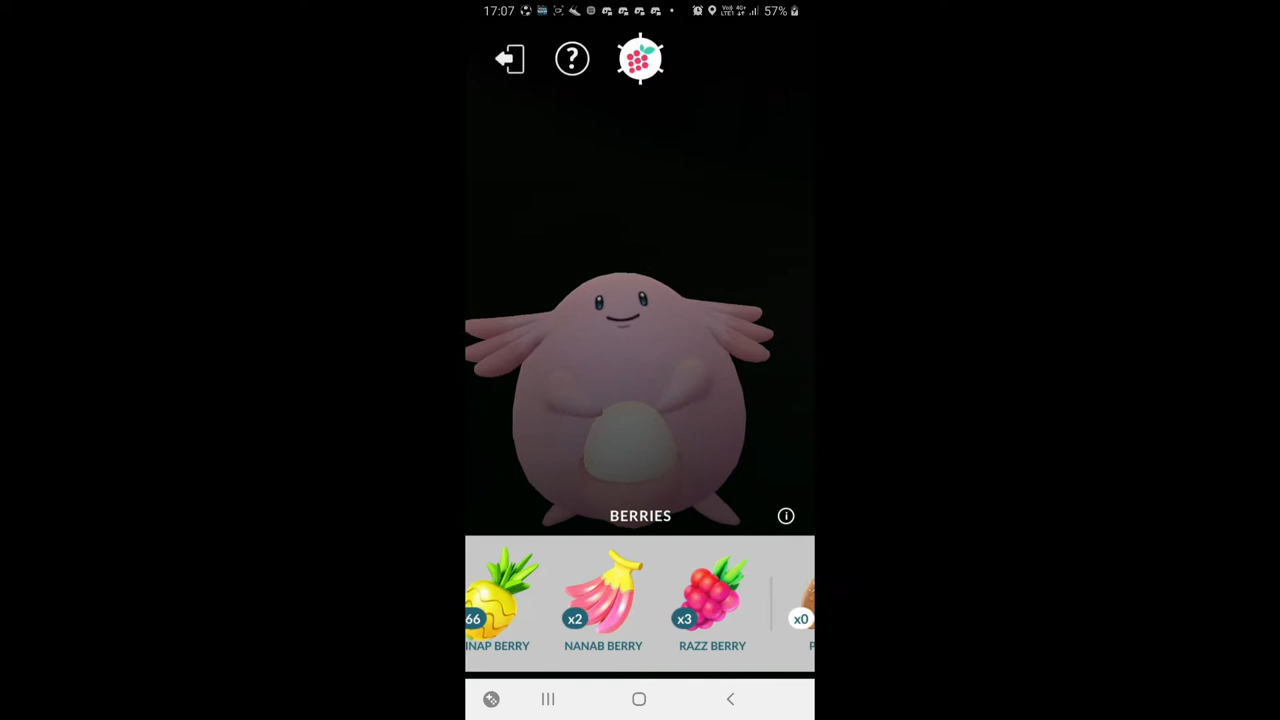 17:07 57%
?
BERRIES
66 x2 x3 x0
INAP BERRY NANAB BERRY RAZZ BERRY P